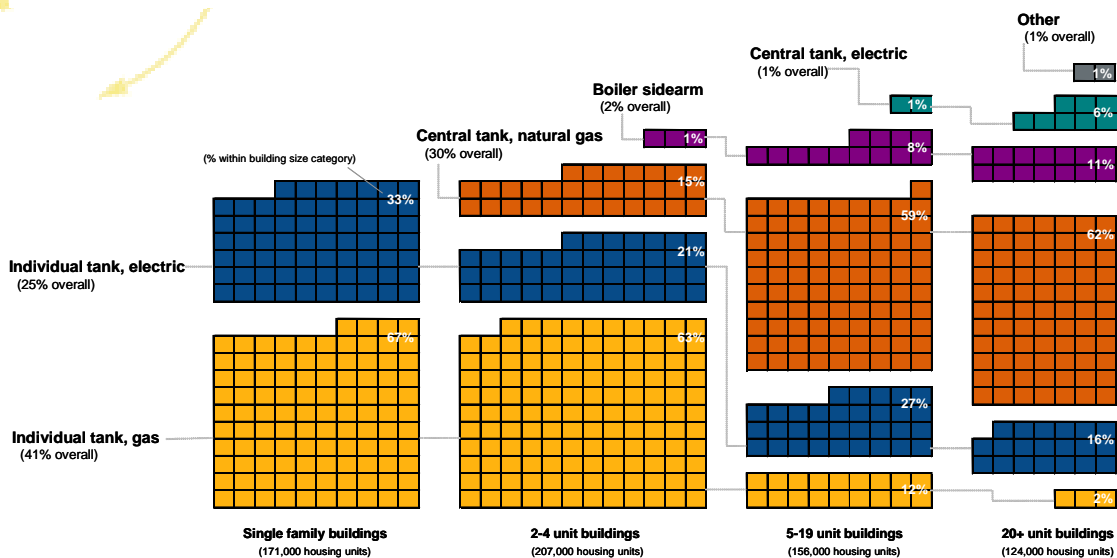 Other
(1% overall)
1%
Central tank, electric
(1% overall)
1%
6%
Boiler sidearm
(2% overall)
1%
8%
11%
Central tank, natural gas
(30% overall)
15%
59%
62%
(% within building size category)
33%
21%
27%
16%
Individual tank, electric
(25% overall)
67%
63%
12%
2%
Individual tank, gas
(41% overall)
Single family buildings
(171,000 housing units)
2-4 unit buildings
(207,000 housing units)
5-19 unit buildings
(156,000 housing units)
20+ unit buildings
(124,000 housing units)